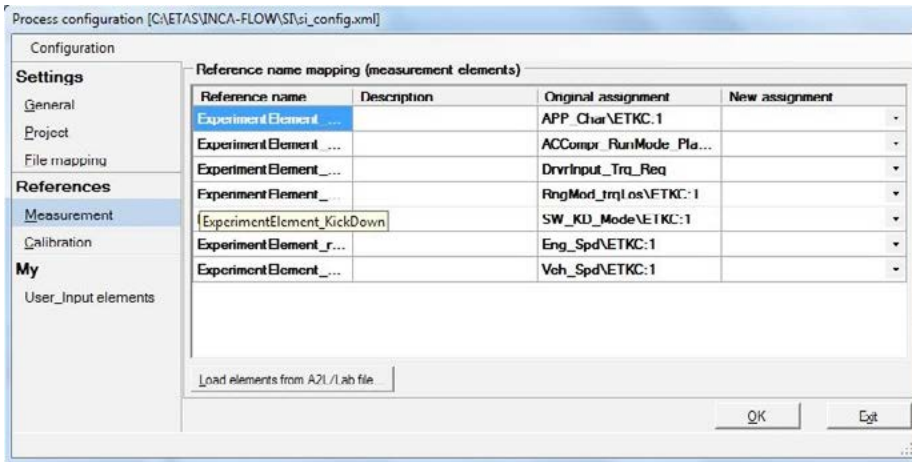 Process configuration [C:\ETAS\INCA-FLOW\SI\si_config.xml]
Configuration
Settings
General
Project
File mapping
References
Measurement
Calibration
My
User_Input elements
Reference name mapping (measurement elements)
Reference name Description Original assignment New assignment
ExperimentElement_... APP_Char\ETKC:1
ExperimentElement_... ACCompr_RunMode_Pla...
ExperimentElement_... DrvrInput_Trq_Req
ExperimentElement_... RngMod_trqLos\ETKC:1
ExperimentElement_KickDown SW_KD_Mode\ETKC:1
ExperimentElement_r... Eng_Spd\ETKC:1
ExperimentElement_... Veh_Spd\ETKC:1
Load elements from A2L/Lab file...
OK Exit